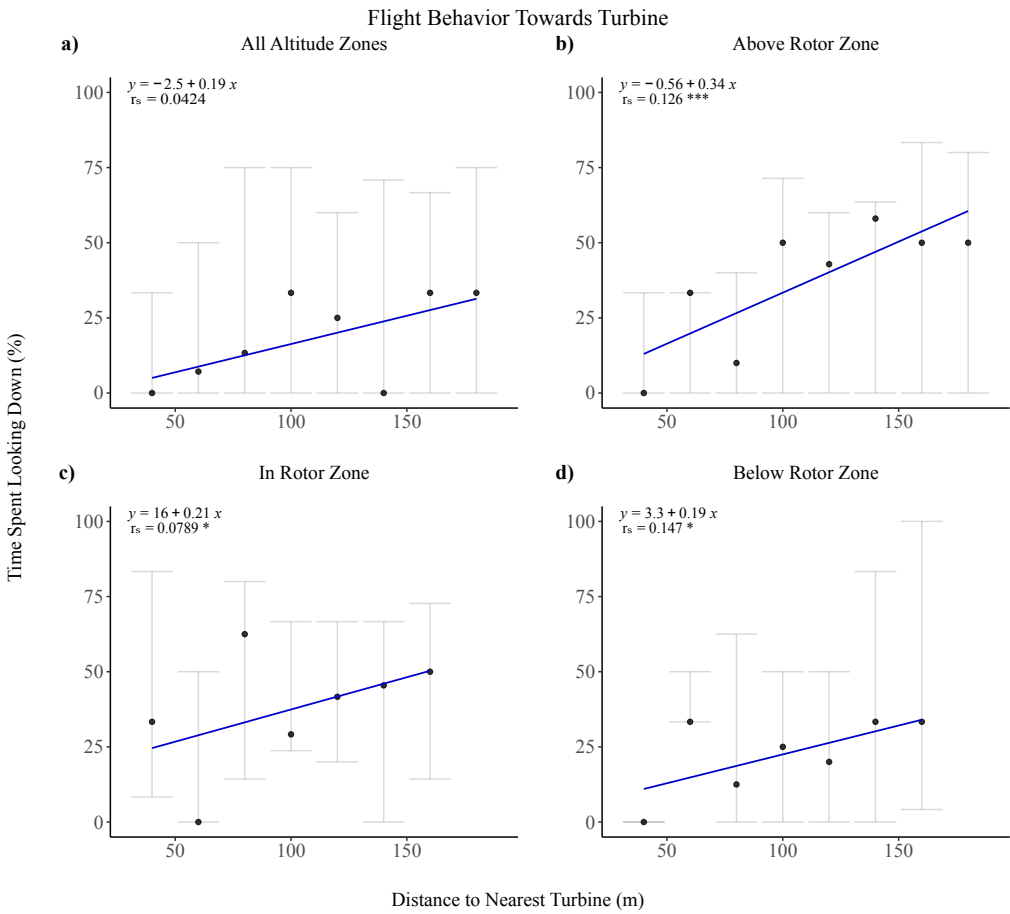 Flight Behavior Towards Turbine
a) All Altitude Zones
y = −2.5 + 0.19 x
rₛ = 0.0424
100
75
50
25
0
50 100 150
b) Above Rotor Zone
y = −0.56 + 0.34 x
rₛ = 0.126 ***
100
75
50
25
0
50 100 150
Time Spent Looking Down (%)
c) In Rotor Zone
y = 16 + 0.21 x
rₛ = 0.0789 *
100
75
50
25
0
50 100 150
d) Below Rotor Zone
y = 3.3 + 0.19 x
rₛ = 0.147 *
100
75
50
25
0
50 100 150
Distance to Nearest Turbine (m)